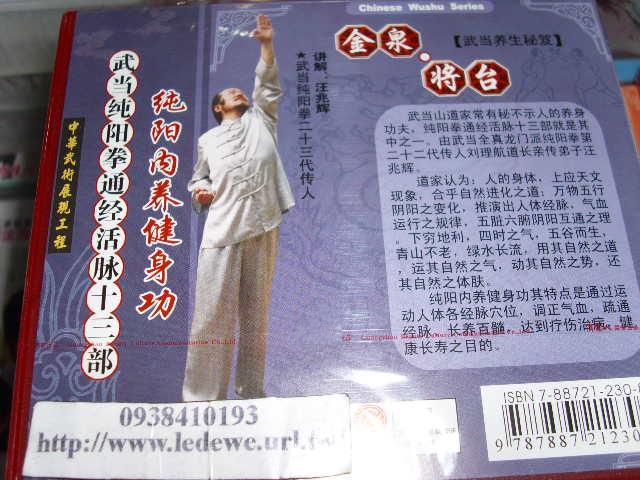 Chinese Wushu Series
金泉·将台
【武当养生秘笈】
讲解：汪兆辉
★武当纯阳拳二十三代传人
纯阳内养健身功
武当纯阳拳通经活脉十三部
中華武術展現工程
武当山道家常有秘不示人的养身
功夫，纯阳拳通经活脉十三部就是其
中之一。由武当全真龙门派纯阳拳第
二十二代传人刘理航道长亲传弟子汪
兆辉。
道家认为：人的身体，上应天文
现象，合乎自然进化之道；万物五行
阴阳之变化，推演出人体经脉，气血
运行之规律，五脏六腑阴阳互通之理
。下穷地利，四时之气，五谷而生，
青山不老，绿水长流，用其自然之道
，运其自然之气，动其自然之势，还
其自然之体肤。
纯阳内养健身功其特点是通过运
动人体各经脉穴位，调正气血，疏通
经脉，长养百髓，达到疗伤治病，健
康长寿之目的。
ISBN 7-88721-230-
9 787887 21230
0938410193
http://www.ledewe.url.